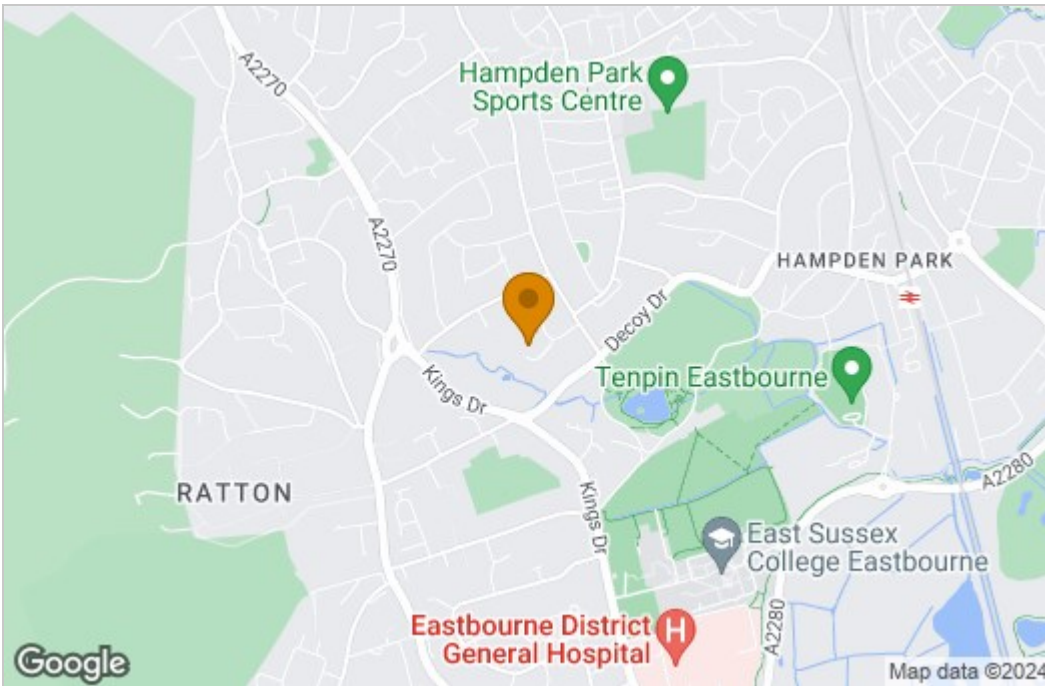 A2270
Hampden Park
Sports Centre
A2270
HAMPDEN PARK
Decoy Dr
Tenpin Eastbourne
Kings Dr
A2280
RATTON
Kings Dr
East Sussex
College Eastbourne
A2280
Eastbourne District
General Hospital
H
Google
Map data ©2024